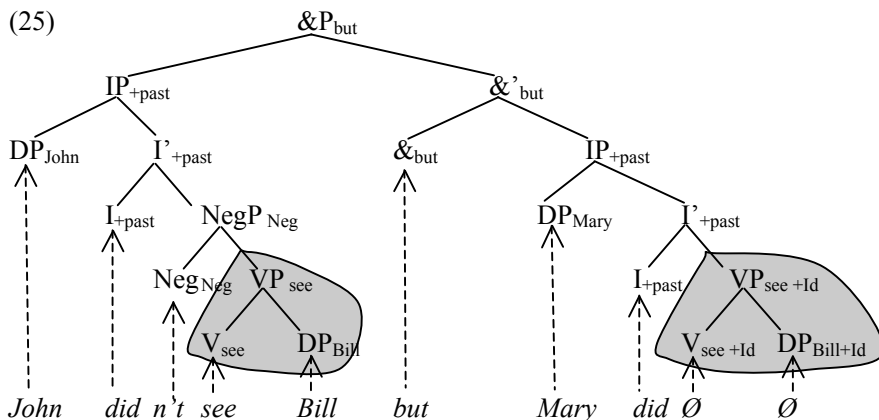 (25)
&P but
IP +past &’ but
DP John I’ +past & but IP +past
I +past NegP Neg DP Mary I’ +past
Neg Neg VP see I +past VP see +Id
V see DP Bill V see +Id DP Bill+Id
John did n’t see Bill but Mary did Ø Ø